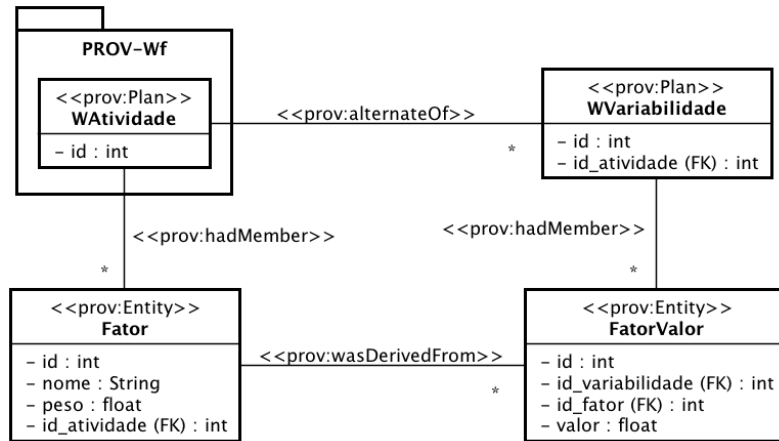 PROV-Wf
<<prov:Plan>>
WAtividade
- id : int
<<prov:alternateOf>>
*
<<prov:Plan>>
WVariabilidade
- id : int
- id_atividade (FK) : int
<<prov:hadMember>>
*
<<prov:hadMember>>
*
<<prov:Entity>>
Fator
- id : int
- nome : String
- peso : float
- id_atividade (FK) : int
<<prov:wasDerivedFrom>>
*
<<prov:Entity>>
FatorValor
- id : int
- id_variabilidade (FK) : int
- id_fator (FK) : int
- valor : float